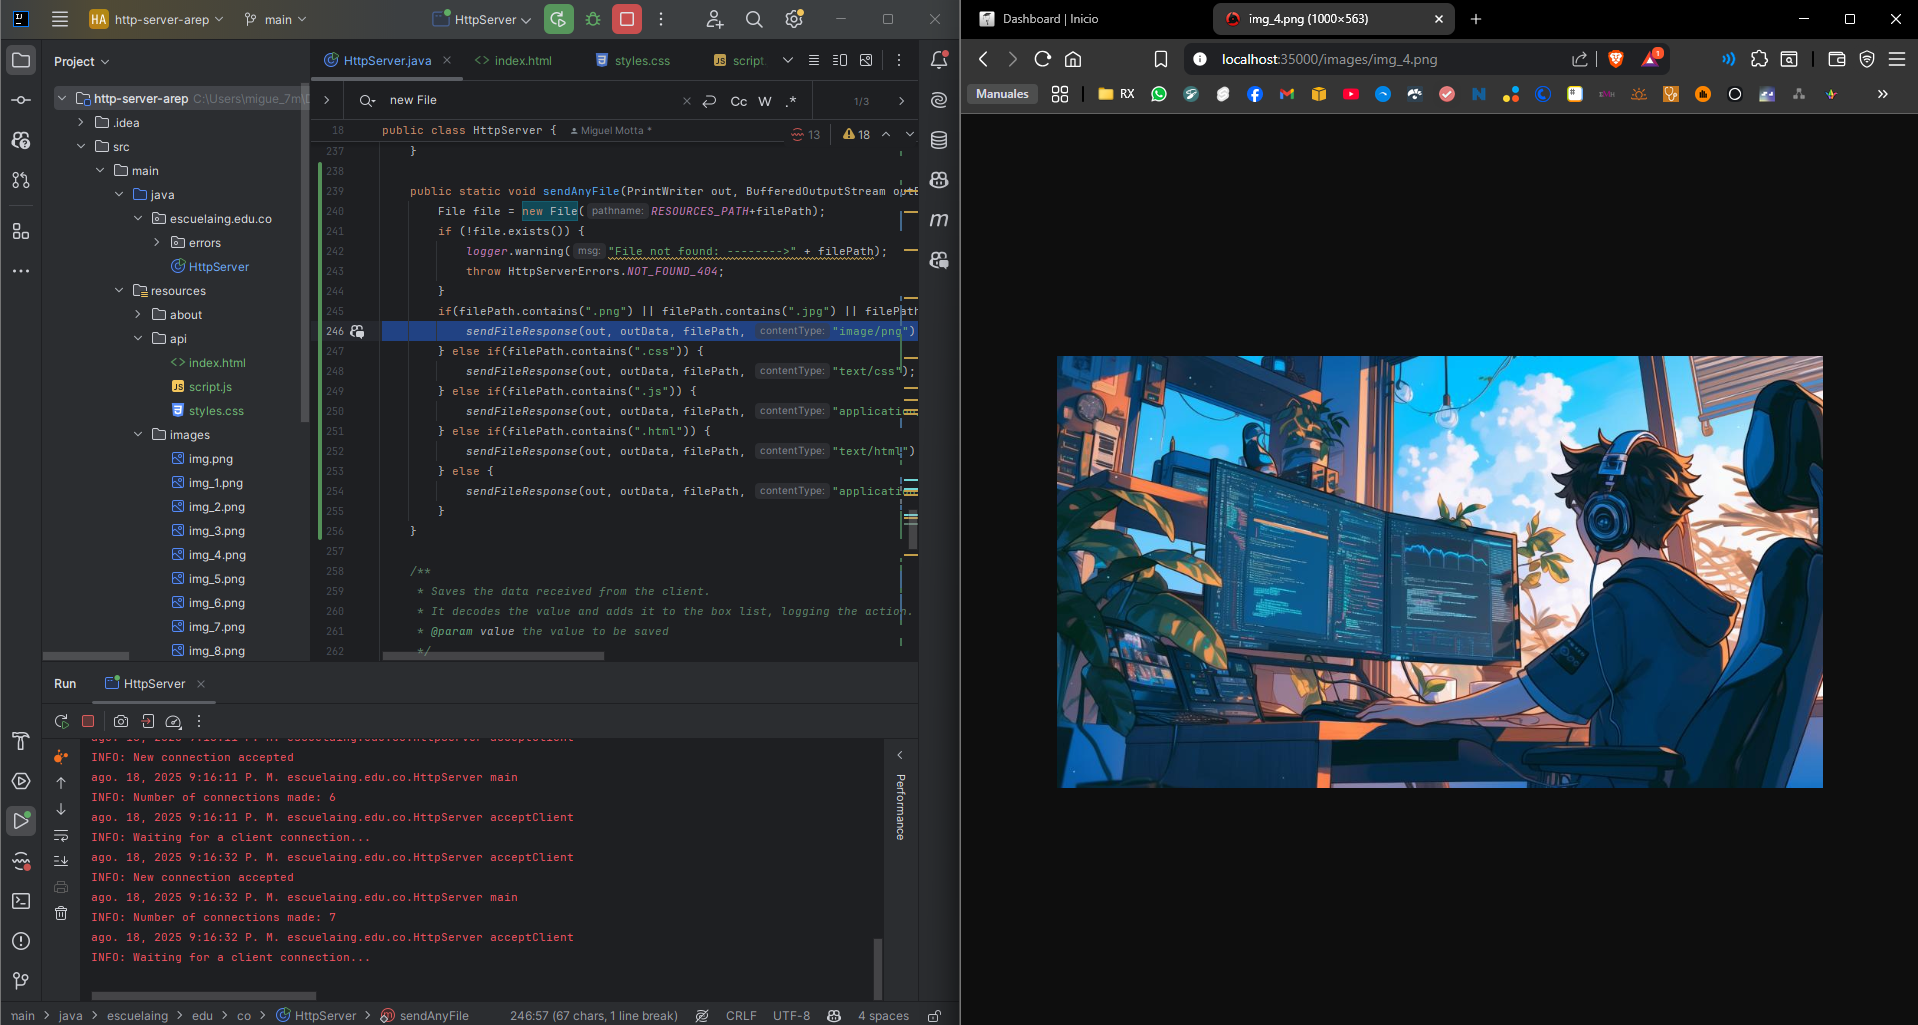 HA http-server-arep main HttpServer
Project
http-server-arep C:\Users\migue_7m\
.idea
src
main
java
escuelaing.edu.co
errors
HttpServer
resources
about
api
index.html
script.js
styles.css
images
img.png
img_1.png
img_2.png
img_3.png
img_4.png
img_5.png
img_6.png
img_7.png
img_8.png
HttpServer.java index.html styles.css script
new File Cc W .* 1/3
18 public class HttpServer { Miguel Motta * 13 18
237 }
238
239 public static void sendAnyFile(PrintWriter out, BufferedOutputStream
240 File file = new File( pathname: RESOURCES_PATH+filePath);
241 if (!file.exists()) {
242 logger.warning( msg: "File not found: -------->" + filePath);
243 throw HttpServerErrors.NOT_FOUND_404;
244 }
245 if(filePath.contains(".png") || filePath.contains(".jpg") || filePath
246 sendFileResponse(out, outData, filePath, contentType: "image/png")
247 } else if(filePath.contains(".css")) {
248 sendFileResponse(out, outData, filePath, contentType: "text/css");
249 } else if(filePath.contains(".js")) {
250 sendFileResponse(out, outData, filePath, contentType: "application
251 } else if(filePath.contains(".html")) {
252 sendFileResponse(out, outData, filePath, contentType: "text/html")
253 } else {
254 sendFileResponse(out, outData, filePath, contentType: "application
255 }
256 }
257
258 /**
259 * Saves the data received from the client.
260 * It decodes the value and adds it to the box list, logging the action.
261 * @param value the value to be saved
262 */
Run HttpServer
ago. 18, 2025 9:16:11 P. M. escuelaing.edu.co.HttpServer acceptClient
INFO: New connection accepted
ago. 18, 2025 9:16:11 P. M. escuelaing.edu.co.HttpServer main
INFO: Number of connections made: 6
ago. 18, 2025 9:16:11 P. M. escuelaing.edu.co.HttpServer acceptClient
INFO: Waiting for a client connection...
ago. 18, 2025 9:16:32 P. M. escuelaing.edu.co.HttpServer acceptClient
INFO: New connection accepted
ago. 18, 2025 9:16:32 P. M. escuelaing.edu.co.HttpServer main
INFO: Number of connections made: 7
ago. 18, 2025 9:16:32 P. M. escuelaing.edu.co.HttpServer acceptClient
INFO: Waiting for a client connection...
Performance
main > java > escuelaing > edu > co > HttpServer > sendAnyFile 246:57 (67 chars, 1 line break) CRLF UTF-8 4 spaces
Dashboard | Inicio img_4.png (1000×563)
localhost:35000/images/img_4.png 1
Manuales RX